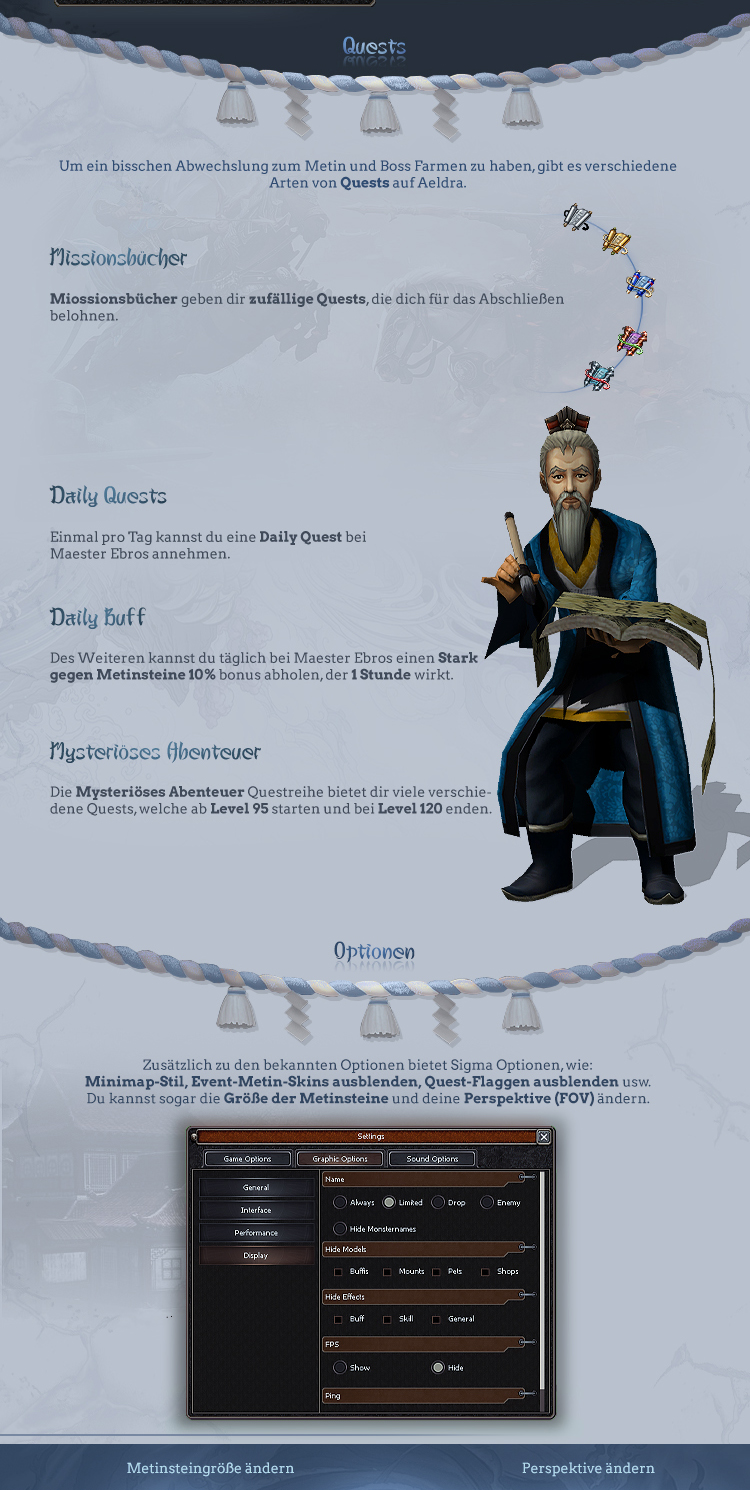 Quests
Um ein bisschen Abwechslung zum Metin und Boss Farmen zu haben, gibt es verschiedene
Arten von Quests auf Aeldra.
Missionsbücher
Miossionsbücher geben dir zufällige Quests, die dich für das Abschließen
belohnen.
Daily Quests
Einmal pro Tag kannst du eine Daily Quest bei
Maester Ebros annehmen.
Daily Buff
Des Weiteren kannst du täglich bei Maester Ebros einen Stark
gegen Metinsteine 10% bonus abholen, der 1 Stunde wirkt.
Mysteriöses Abenteuer
Die Mysteriöses Abenteuer Questreihe bietet dir viele verschie-
dene Quests, welche ab Level 95 starten und bei Level 120 enden.
Optionen
Zusätzlich zu den bekannten Optionen bietet Sigma Optionen, wie:
Minimap-Stil, Event-Metin-Skins ausblenden, Quest-Flaggen ausblenden usw.
Du kannst sogar die Größe der Metinsteine und deine Perspektive (FOV) ändern.
Settings
Game Options Graphic Options Sound Options
General
Interface
Performance
Display
Name
Always Limited Drop Enemy
Hide Monsternames
Hide Models
Buffis Mounts Pets Shops
Hide Effects
Buff Skill General
FPS
Show Hide
Ping
Metinsteingröße ändern Perspektive ändern